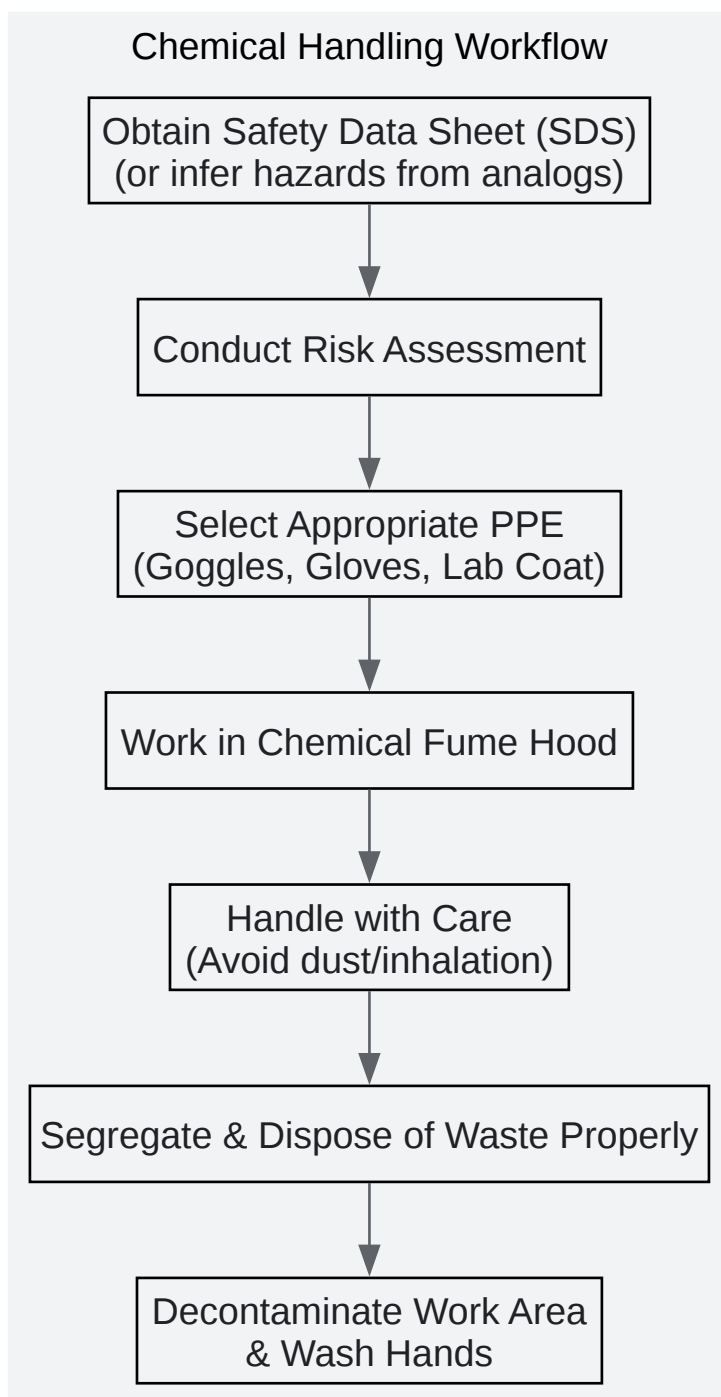 Chemical Handling Workflow
Obtain Safety Data Sheet (SDS)
(or infer hazards from analogs)
Conduct Risk Assessment
Select Appropriate PPE
(Goggles, Gloves, Lab Coat)
Work in Chemical Fume Hood
Handle with Care
(Avoid dust/inhalation)
Segregate & Dispose of Waste Properly
Decontaminate Work Area
& Wash Hands